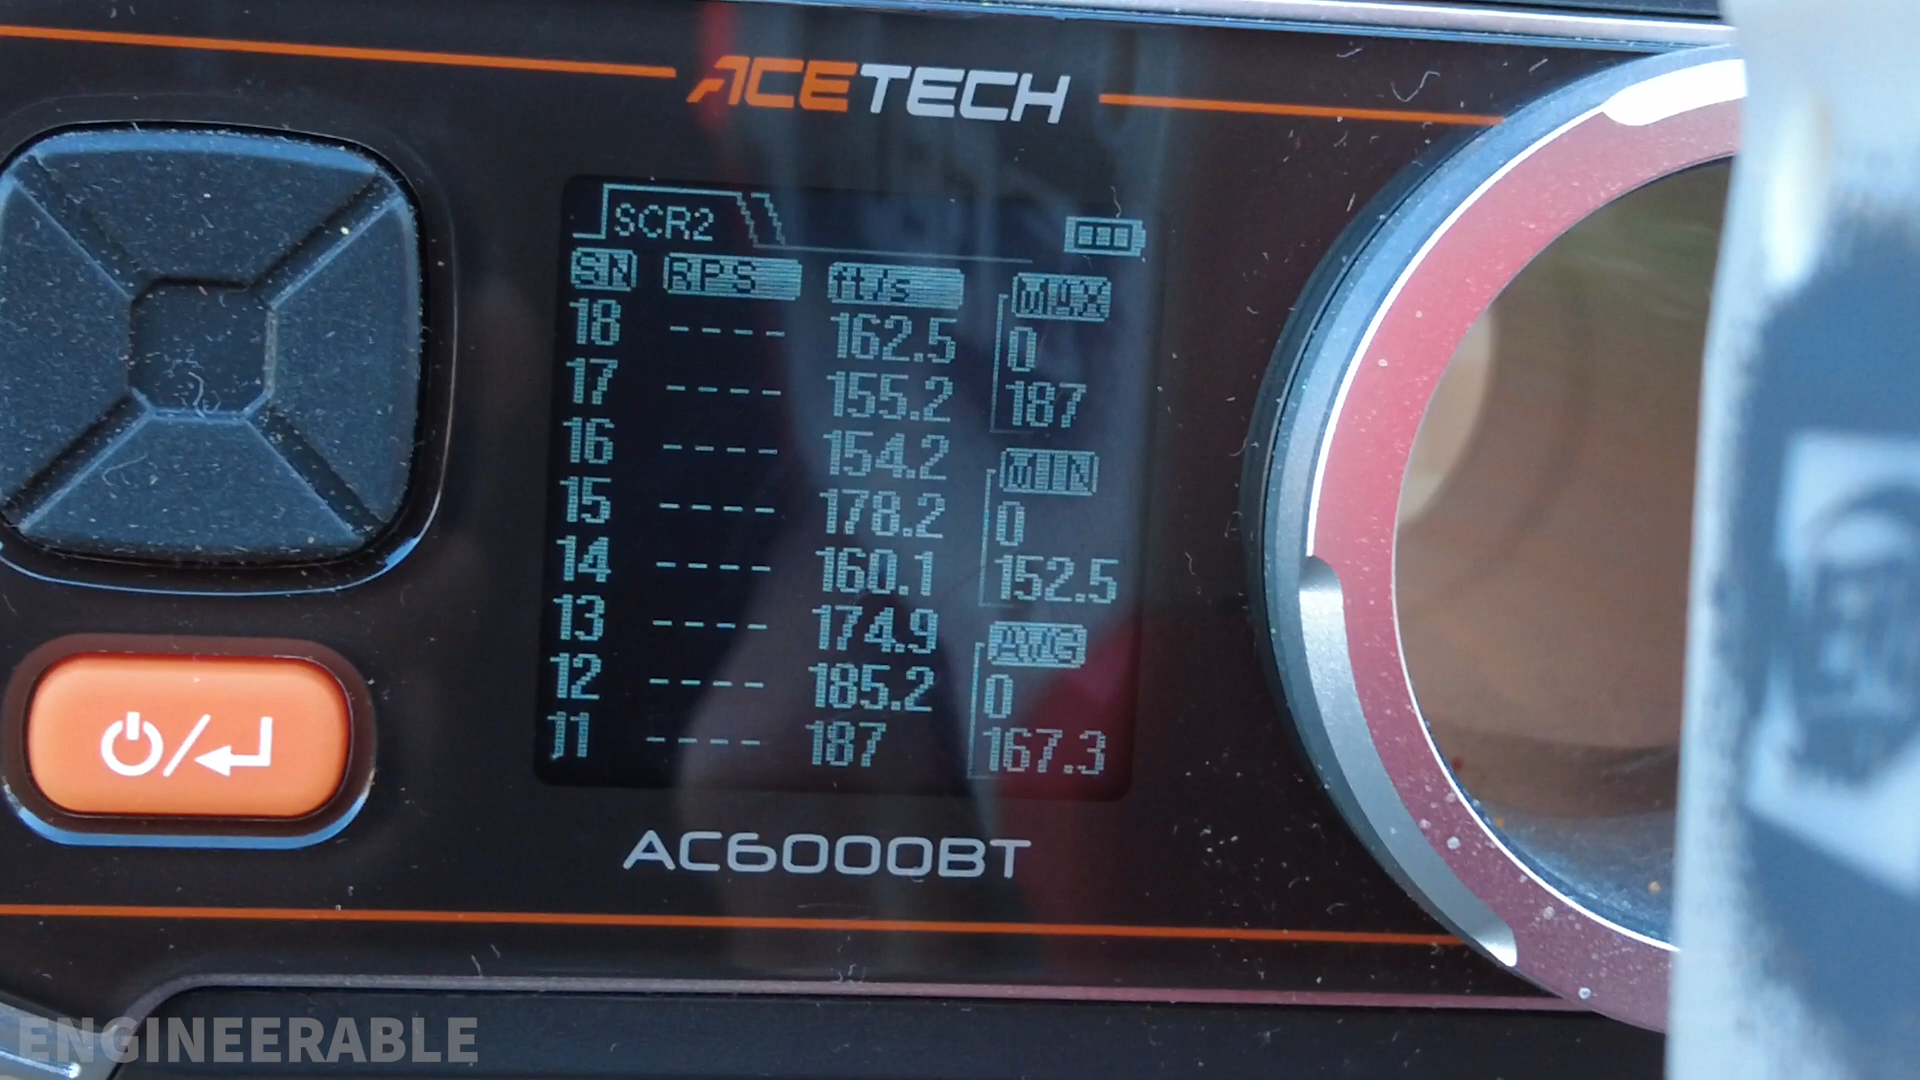 ACETECH
SCR2
SN RPS ft/s MAX
18 ---- 162.5 0
17 ---- 155.2 187
16 ---- 154.2 MIN
15 ---- 178.2 0
14 ---- 160.1 152.5
13 ---- 174.9 AVG
12 ---- 185.2 0
11 ---- 187 167.3
AC6000BT
ENGINEERABLE